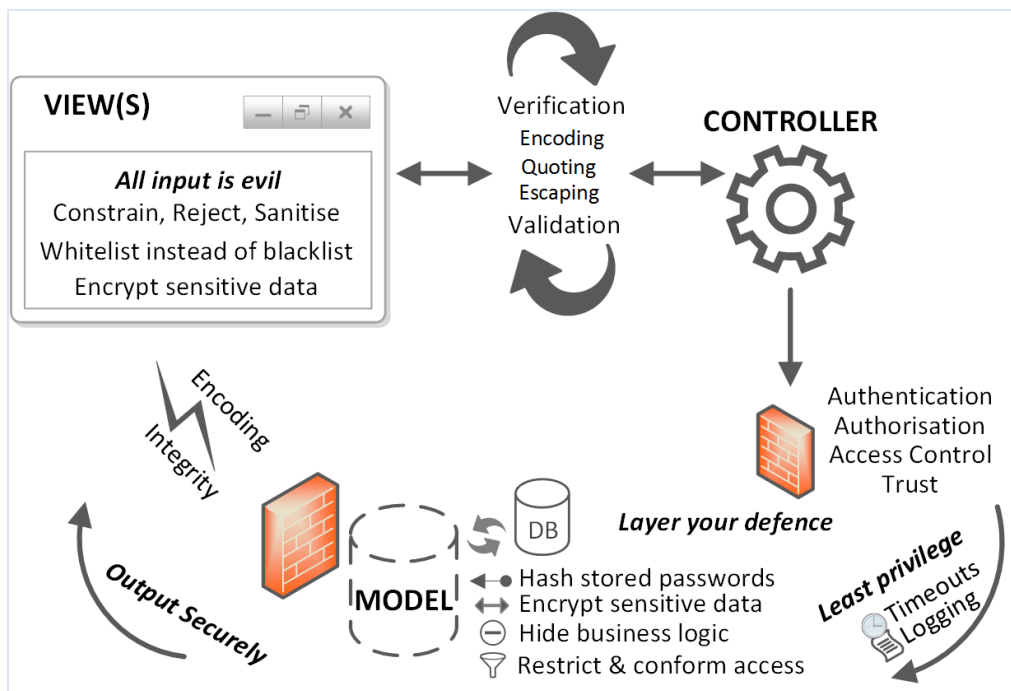 VIEW(S)
All input is evil
Constrain, Reject, Sanitise
Whitelist instead of blacklist
Encrypt sensitive data
Verification
Encoding
Quoting
Escaping
Validation
CONTROLLER
Authentication
Authorisation
Access Control
Trust
Layer your defence
Least privilege
Timeouts
Logging
DB
MODEL
Hash stored passwords
Encrypt sensitive data
Hide business logic
Restrict & conform access
Output Securely
Encoding
Integrity